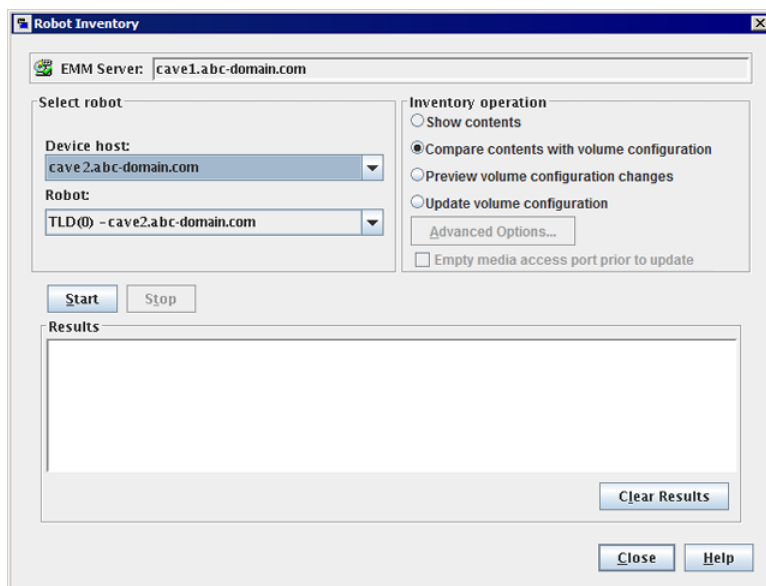 Robot Inventory
EMM Server: cave1.abc-domain.com
Select robot
Device host:
cave2.abc-domain.com
Robot:
TLD(0) - cave2.abc-domain.com
Inventory operation
Show contents
Compare contents with volume configuration
Preview volume configuration changes
Update volume configuration
Advanced Options...
Empty media access port prior to update
Start Stop
Results
Clear Results
Close Help